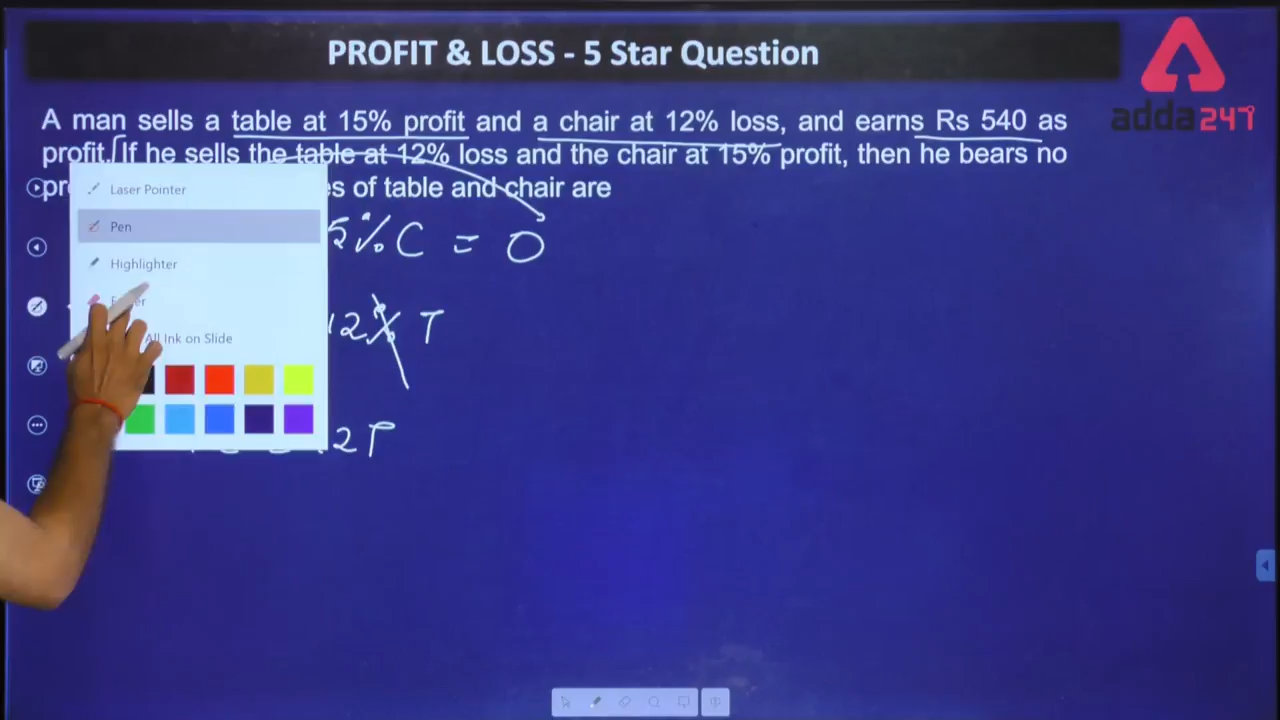 PROFIT & LOSS - 5 Star Question
adda247
A man sells a table at 15% profit and a chair at 12% loss, and earns Rs 540 as
profit. If he sells the table at 12% loss and the chair at 15% profit, then he bears no
pr
es of table and chair are
Laser Pointer
Pen
Highlighter
All Ink on Slide
5% C = 0
12% T
2T